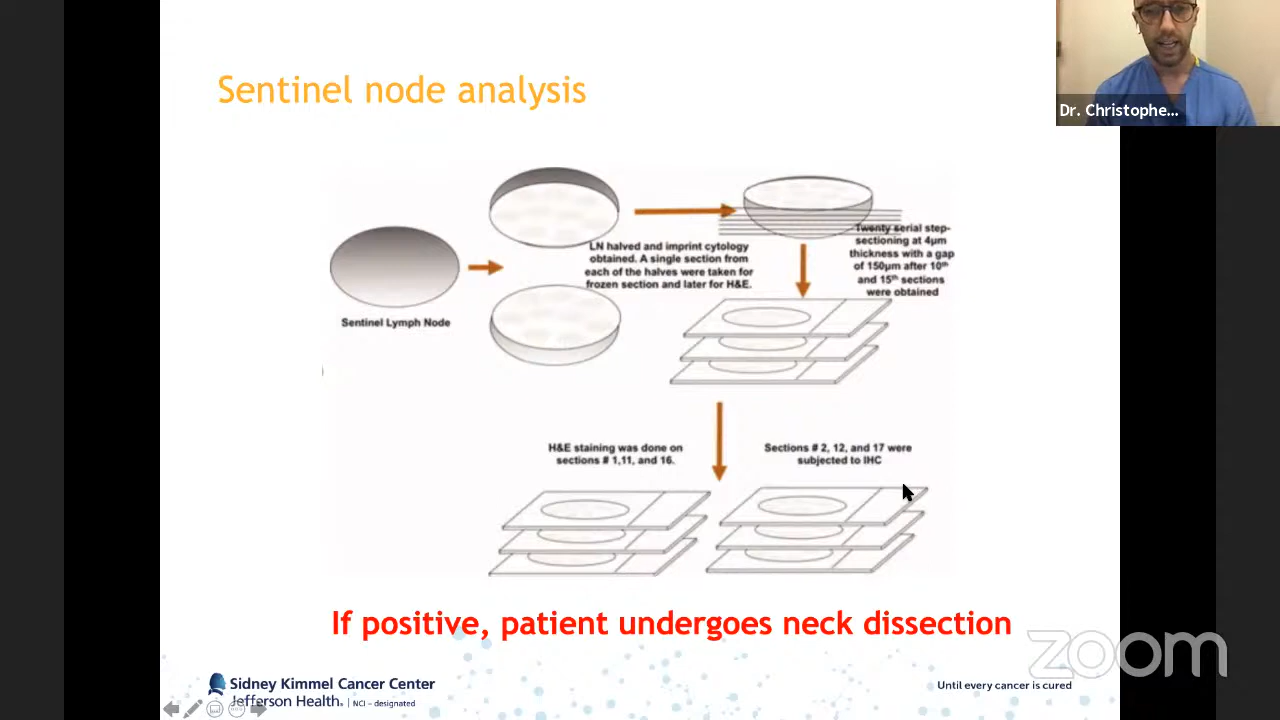 Sentinel node analysis
Dr. Christophe...
LN halved and imprint cytology
obtained. A single section from
each of the halves were taken for
frozen section and later for H&E.
Twenty serial step-
sectioning at 4µm
thickness with a gap
of 150µm after 10th
and 15th sections
were obtained
Sentinel Lymph Node
H&E staining was done on
sections # 1,11, and 16.
Sections # 2, 12, and 17 were
subjected to IHC
If positive, patient undergoes neck dissection
zoom
Sidney Kimmel Cancer Center
Jefferson Health. | NCI – designated
Until every cancer is cured